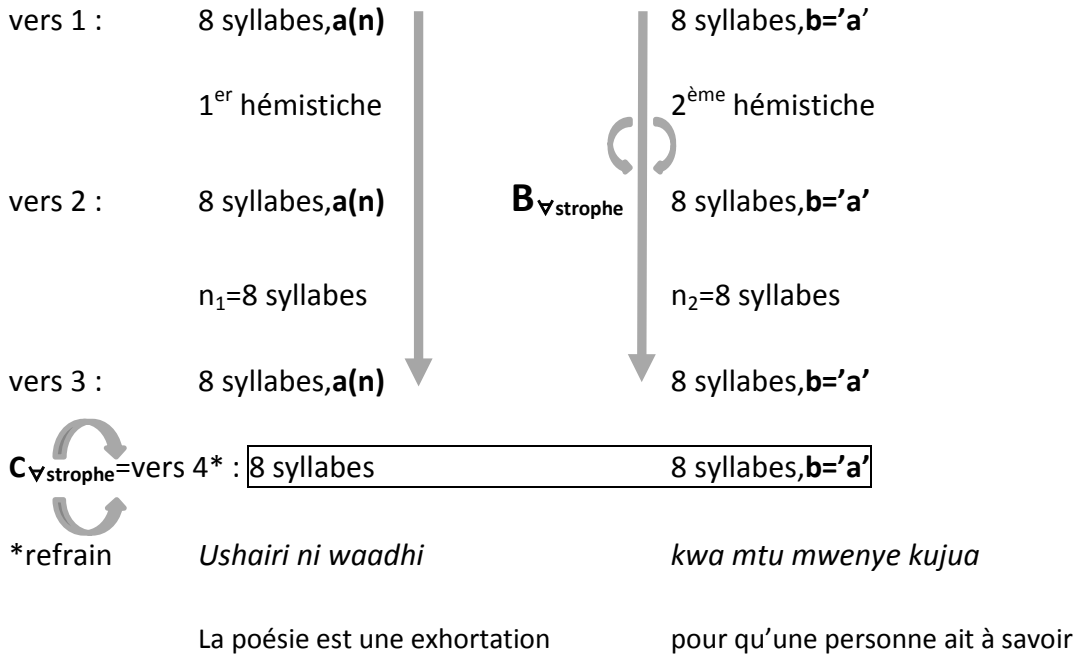 vers 1 : 8 syllabes,a(n) 8 syllabes,b='a'
1er hémistiche 2ème hémistiche
vers 2 : 8 syllabes,a(n) B∀strophe 8 syllabes,b='a'
n1=8 syllabes n2=8 syllabes
vers 3 : 8 syllabes,a(n) 8 syllabes,b='a'
C∀strophe=vers 4* : 8 syllabes 8 syllabes,b='a'
*refrain Ushairi ni waadhi kwa mtu mwenye kujua
La poésie est une exhortation pour qu'une personne ait à savoir